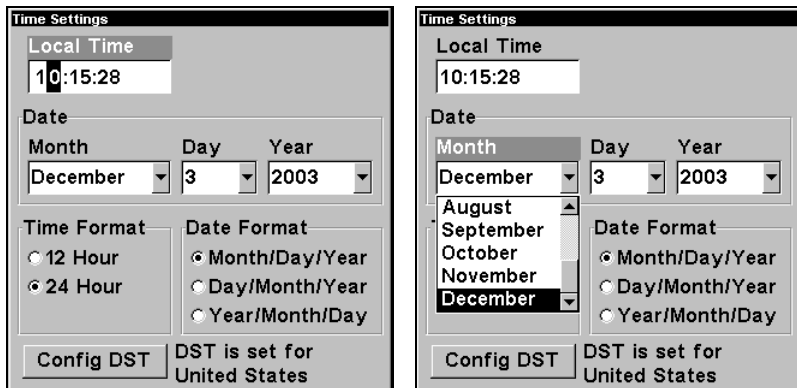 Time Settings
Local Time
10:15:28
Date
Month Day Year
December 3 2003
Time Format Date Format
12 Hour Month/Day/Year
24 Hour Day/Month/Year
Year/Month/Day
Config DST DST is set for
United States
Time Settings
Local Time
10:15:28
Date
Month Day Year
December 3 2003
August
September
October
November
December
Date Format
Month/Day/Year
Day/Month/Year
Year/Month/Day
Config DST DST is set for
United States